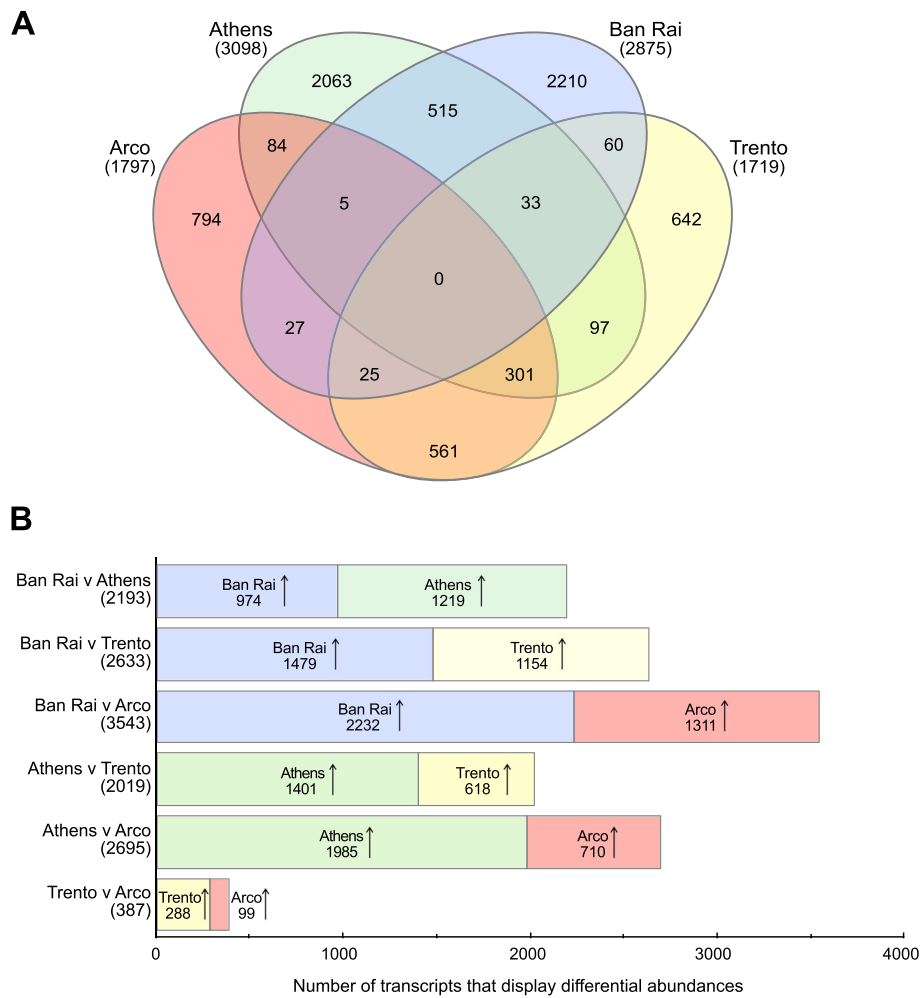 A
Athens
(3098)
Ban Rai
(2875)
Arco
(1797)
Trento
(1719)
2063
2210
515
84
60
794
5
33
642
0
27
97
25
301
561
B
Ban Rai v Athens
(2193)
Ban Rai ↑
974
Athens ↑
1219
Ban Rai v Trento
(2633)
Ban Rai ↑
1479
Trento ↑
1154
Ban Rai v Arco
(3543)
Ban Rai ↑
2232
Arco ↑
1311
Athens v Trento
(2019)
Athens ↑
1401
Trento ↑
618
Athens v Arco
(2695)
Athens ↑
1985
Arco ↑
710
Trento v Arco
(387)
Trento ↑
288
Arco ↑
99
0 1000 2000 3000 4000
Number of transcripts that display differential abundances